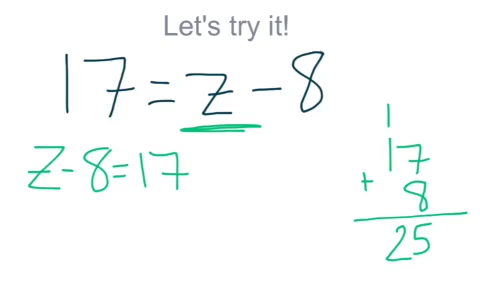 Let's try it!
17 = z - 8
z - 8 = 17
1
17
+ 8
25